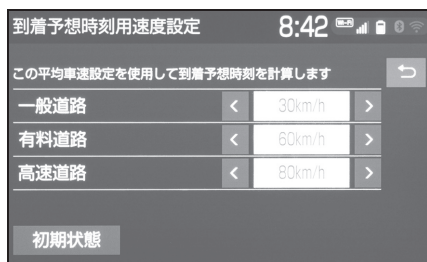 到着予想時刻用速度設定 8:42
この平均車速設定を使用して到着予想時刻を計算します
一般道路 < 30km/h >
有料道路 < 60km/h >
高速道路 < 80km/h >
初期状態